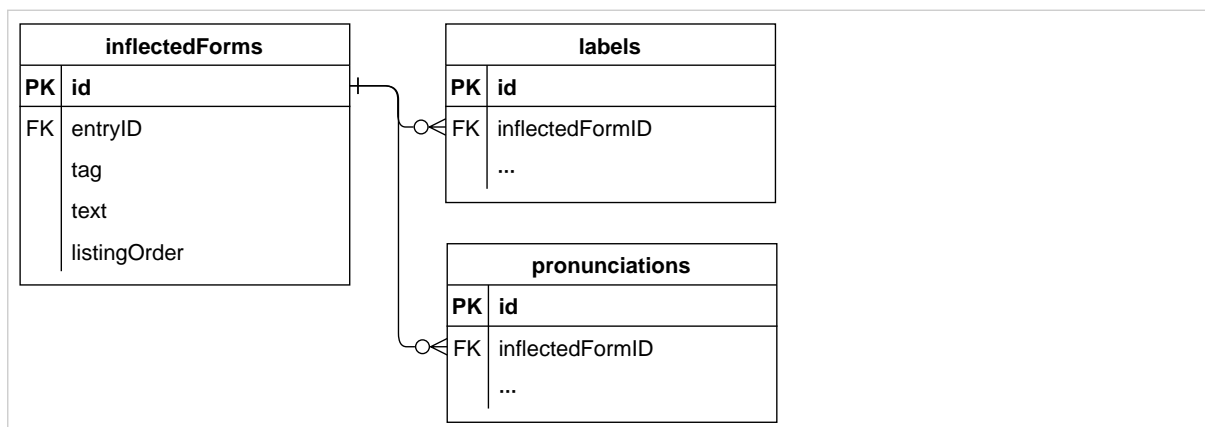 inflectedForms
PK id
FK entryID
tag
text
listingOrder
labels
PK id
FK inflectedFormID
...
pronunciations
PK id
FK inflectedFormID
...